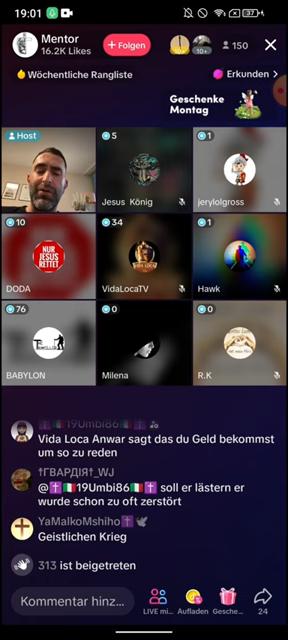 19:01
57
Mentor
16.2K Likes
+ Folgen
10+
150
Wöchentliche Rangliste
Erkunden >
Geschenke
Montag
Host
5
Jesus König
1
jerylolgross
10
NUR
JESUS
RETTET
DODA
34
VidaLocaTV
1
Hawk
76
BABYLON
0
Milena
0
R.K
✝️🇮🇹19Umbi86🇮🇹✝️
Vida Loca Anwar sagt das du Geld bekommst
um so zu reden
†ГВАРДІЯ†_WJ
@✝️🇮🇹19Umbi86🇮🇹✝️ soll er lästern er
wurde schon zu oft zerstört
YaMalkoMshiho✝️🕊
Geistlichen Krieg
313 ist beigetreten
Kommentar hinz...
LIVE mi...
Aufladen
Gesche...
24